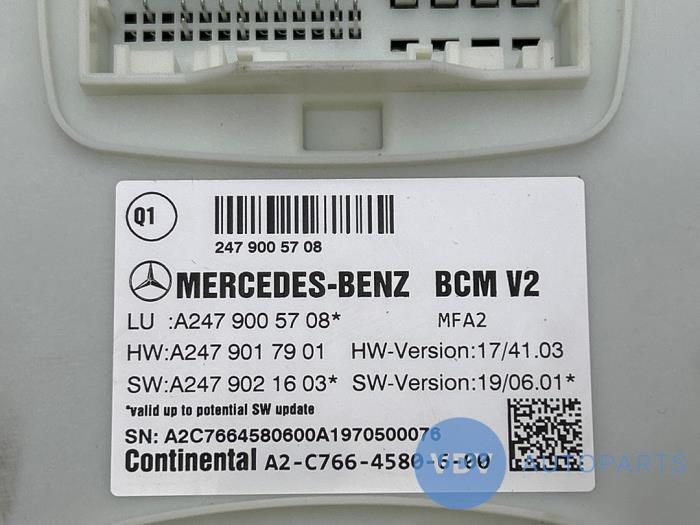 Q1
247 900 57 08
MERCEDES-BENZ BCM V2
LU :A247 900 57 08* MFA2
HW:A247 901 79 01 HW-Version:17/41.03
SW:A247 902 16 03* SW-Version:19/06.01*
*valid up to potential SW update
SN: A2C7664580600A1970500076
Continental A2-C766-4580-6-00
VDV AUTOPARTS